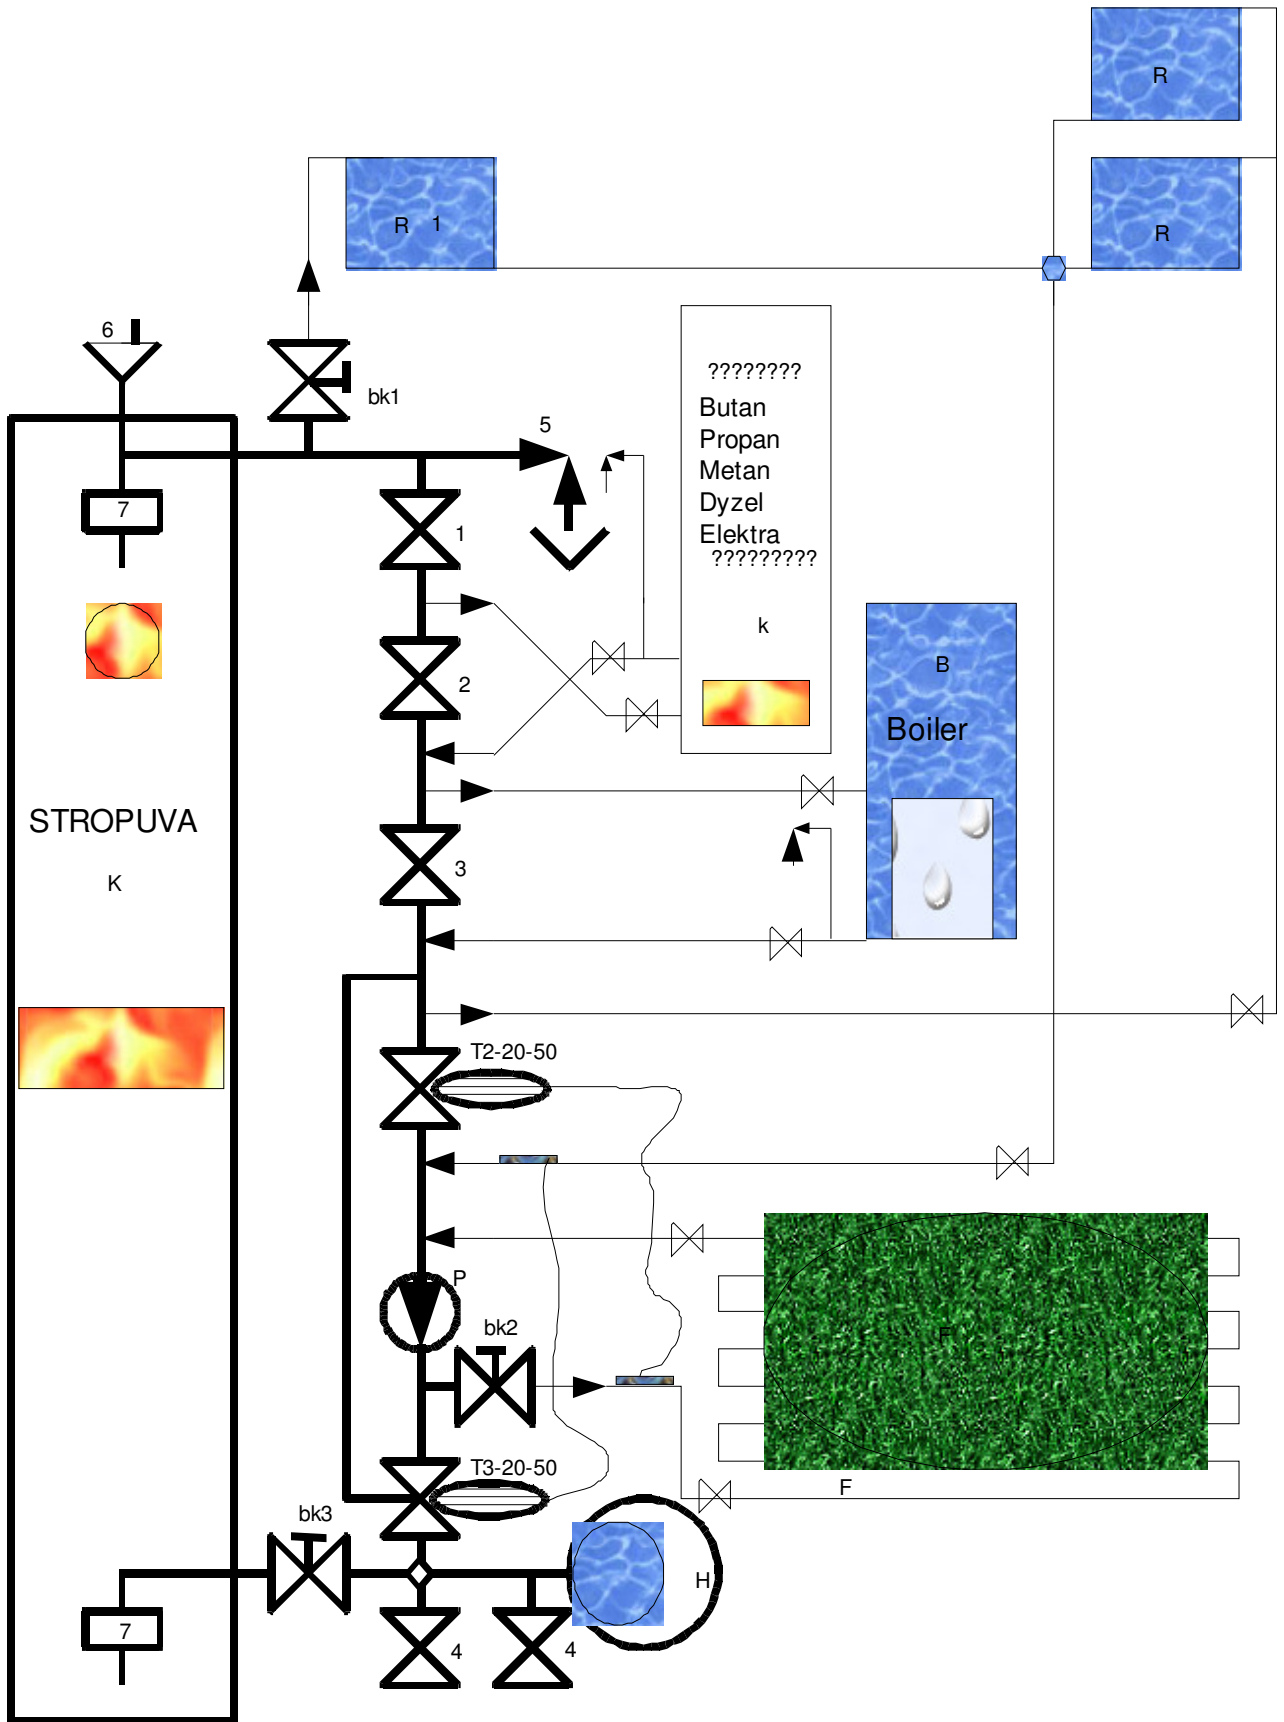 R
R 1
R
6
bk1
5
7
1
????????
Butan
Propan
Metan
Dyzel
Elektra
?????????
k
2
B
Boiler
STROPUVA
K
3
T2-20-50
P
bk2
F
T3-20-50
F
bk3
H
7
4
4